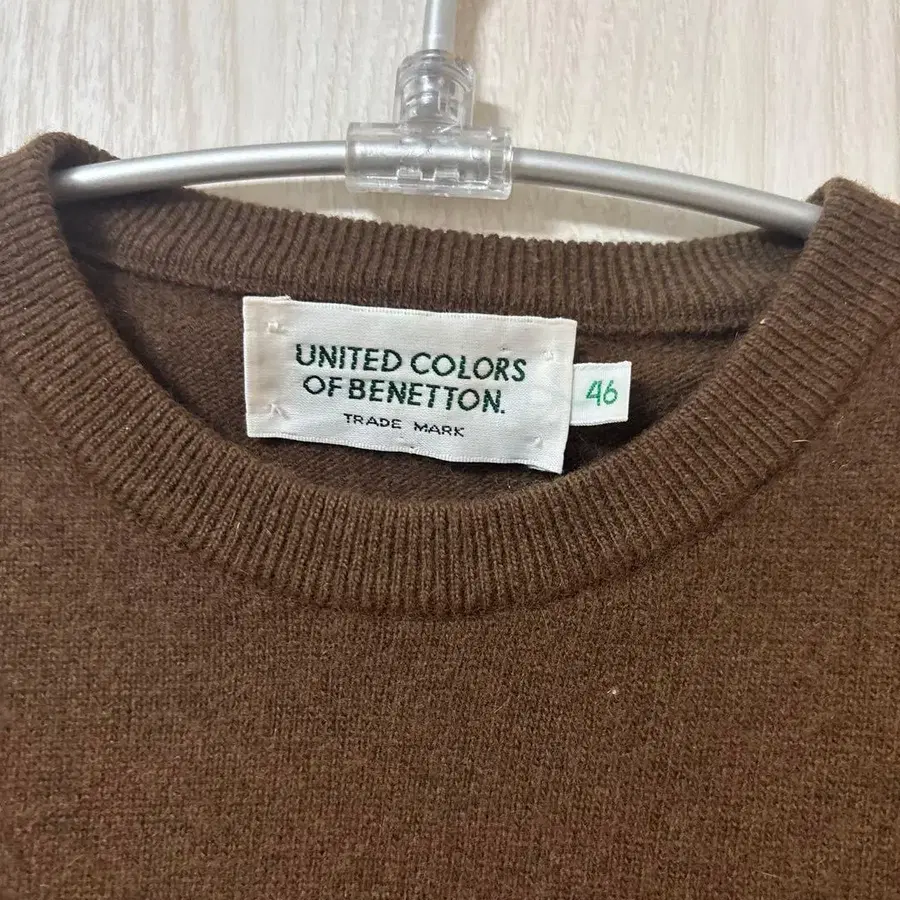 UNITED COLORS
OF BENETTON.
TRADE MARK
46